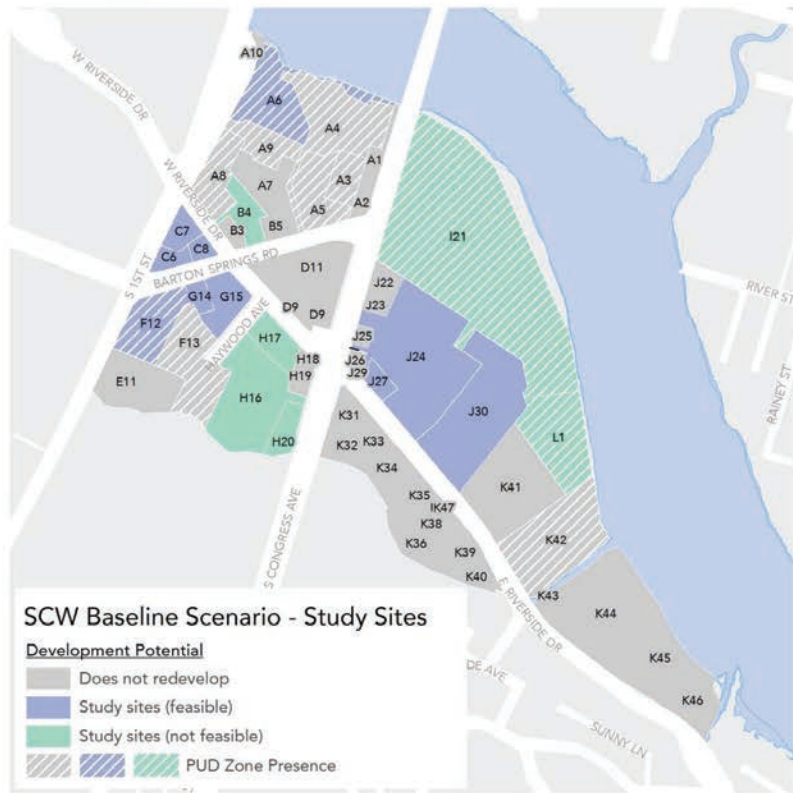 A10
W RIVERSIDE DR
A6
A4
A9
A1
A8
A7
A3
A2
A5
W RIVERSIDE DR
B4
B3
B5
I21
C7
C8
C6
BARTON SPRINGS RD
D11
S 1ST ST
J22
J23
RIVER ST
G14
G15
D9
D9
F12
HAYWOOD AVE
F13
H17
J25
J24
H18
J26
H19
J29
J27
E11
H16
RAINEY ST
K31
J30
H20
K32
K33
L1
K34
K41
K35
IK47
K38
K36
K42
K39
S CONGRESS AVE
K40
E RIVERSIDE DR
K43
K44
K45
K46
DE AVE
SUNNY LN
SCW Baseline Scenario - Study Sites
Development Potential
Does not redevelop
Study sites (feasible)
Study sites (not feasible)
PUD Zone Presence